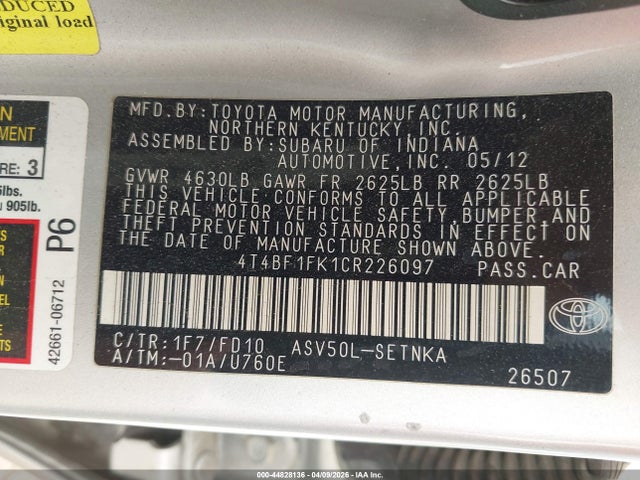 DUCED
iginal load
N
EMENT
RE: 3
lbs.
905lb.
P6
42661-06712
MFD.BY:TOYOTA MOTOR MANUFACTURING,
NORTHERN KENTUCKY,INC.
ASSEMBLED BY:SUBARU OF INDIANA
AUTOMOTIVE,INC. 05/12
GVWR 4630LB GAWR FR 2625LB RR 2625LB
THIS VEHICLE CONFORMS TO ALL APPLICABLE
FEDERAL MOTOR VEHICLE SAFETY,BUMPER,AND
THEFT PREVENTION STANDARDS IN EFFECT ON
THE DATE OF MANUFACTURE SHOWN ABOVE.
4T4BF1FK1CR226097 PASS.CAR
C/TR:1F7/FD10 ASV50L-SETNKA
A/TM:-01A/U760E
26507
000-44828136 - 04/09/2026 - IAA Inc.